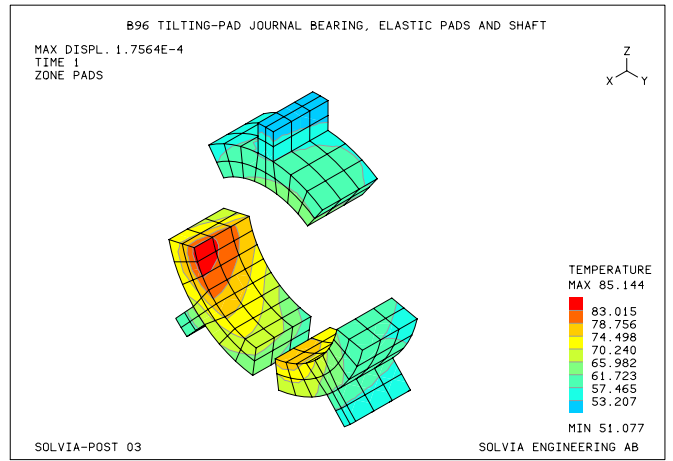 B96 TILTING-PAD JOURNAL BEARING, ELASTIC PADS AND SHAFT
MAX DISPL. 1.7564E-4
TIME 1
ZONE PADS
Z
X Y
TEMPERATURE
MAX 85.144
83.015
78.756
74.498
70.240
65.982
61.723
57.465
53.207
MIN 51.077
SOLVIA-POST 03
SOLVIA ENGINEERING AB